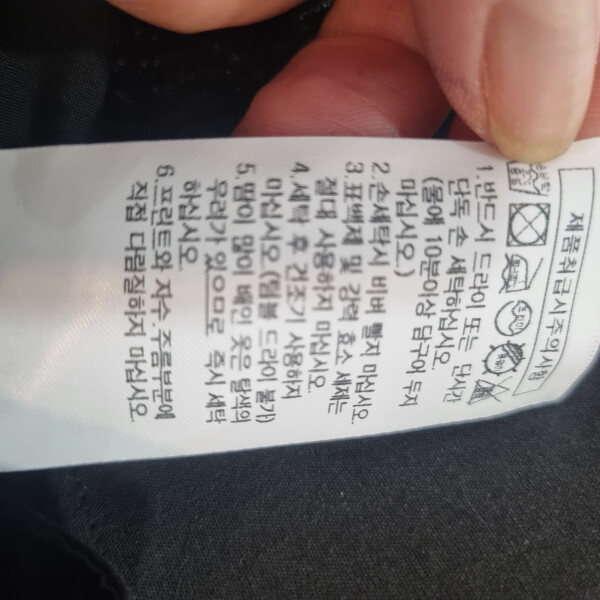 제품취급시주의사항
1.반드시 드라이 또는 단시간
단독 손 세탁하십시오.
(물에 10분이상 담구어 두지
마십시오.)
2.손세탁시 비벼 빨지 마십시오.
3.표백제 및 강력 효소 세제는
절대 사용하지 마십시오.
4.세탁 후 건조기 사용하지
마십시오(텀블 드라이 불가)
5.땀이 많이 베인 옷은 탈색의
우려가 있으므로 즉시 세탁
하십시오.
6.프린트와 자수 주름부분에
직접 다림질하지 마십시오.